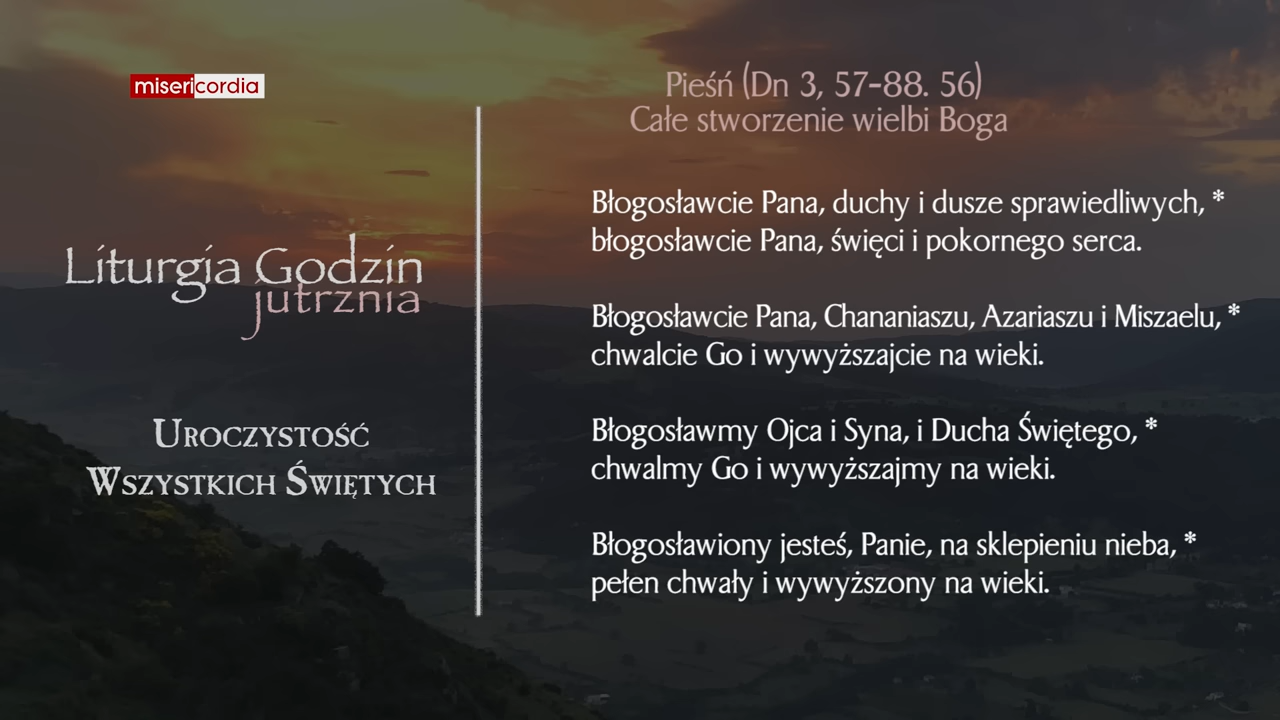 misericordia
Liturgia Godzin
jutrznia
Uroczystość
Wszystkich Świętych
Pieśń (Dn 3, 57-88. 56)
Całe stworzenie wielbi Boga
Błogosławcie Pana, duchy i dusze sprawiedliwych, *
błogosławcie Pana, święci i pokornego serca.
Błogosławcie Pana, Chananiaszu, Azariaszu i Miszaelu, *
chwalcie Go i wywyższajcie na wieki.
Błogosławmy Ojca i Syna, i Ducha Świętego, *
chwalmy Go i wywyższajmy na wieki.
Błogosławiony jesteś, Panie, na sklepieniu nieba, *
pełen chwały i wywyższony na wieki.